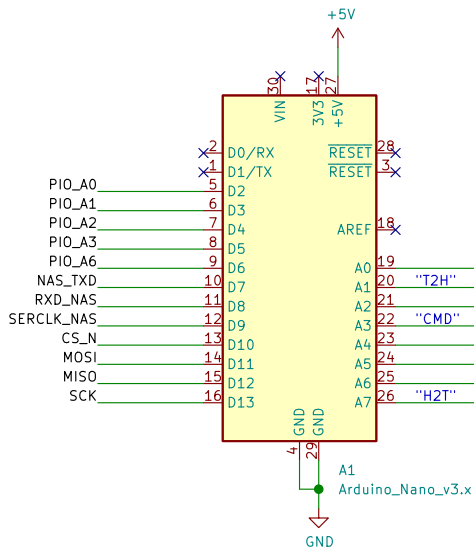 +5V
30
VIN
17
3V3
27
+5V
2 D0/RX
1 D1/TX
PIO_A0 5 D2
PIO_A1 6 D3
PIO_A2 7 D4
PIO_A3 8 D5
PIO_A6 9 D6
NAS_TXD 10 D7
RXD_NAS 11 D8
SERCLK_NAS 12 D9
CS_N 13 D10
MOSI 14 D11
MISO 15 D12
SCK 16 D13
RESET 28
RESET 3
AREF 18
A0 19
A1 20 "T2H"
A2 21
A3 22 "CMD"
A4 23
A5 24
A6 25
A7 26 "H2T"
GND
4
GND
29
A1
Arduino_Nano_v3.x
GND